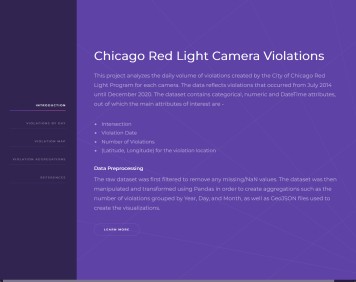 Chicago Red Light Camera Violations
This project analyzes the daily volume of violations created by the City of Chicago Red
Light Program for each camera. The data reflects violations that occurred from July 2014
until December 2020. The dataset contains categorical, numeric and DateTime attributes,
out of which the main attributes of interest are -
INTRODUCTION
• Intersection
VIOLATIONS BY DAY
• Violation Date
VIOLATION MAP
• Number of Violations
• (Latitude, Longitude) for the violation location
VIOLATION ASSOCIATIONS
Data Preprocessing
REFERENCES
The raw dataset was first filtered to remove any missing/NaN values. The dataset was then
manipulated and transformed using Pandas in order to create aggregations such as the
number of violations grouped by Year, Day, and Month, as well as GeoJSON files used to
create the visualizations.
LEARN MORE